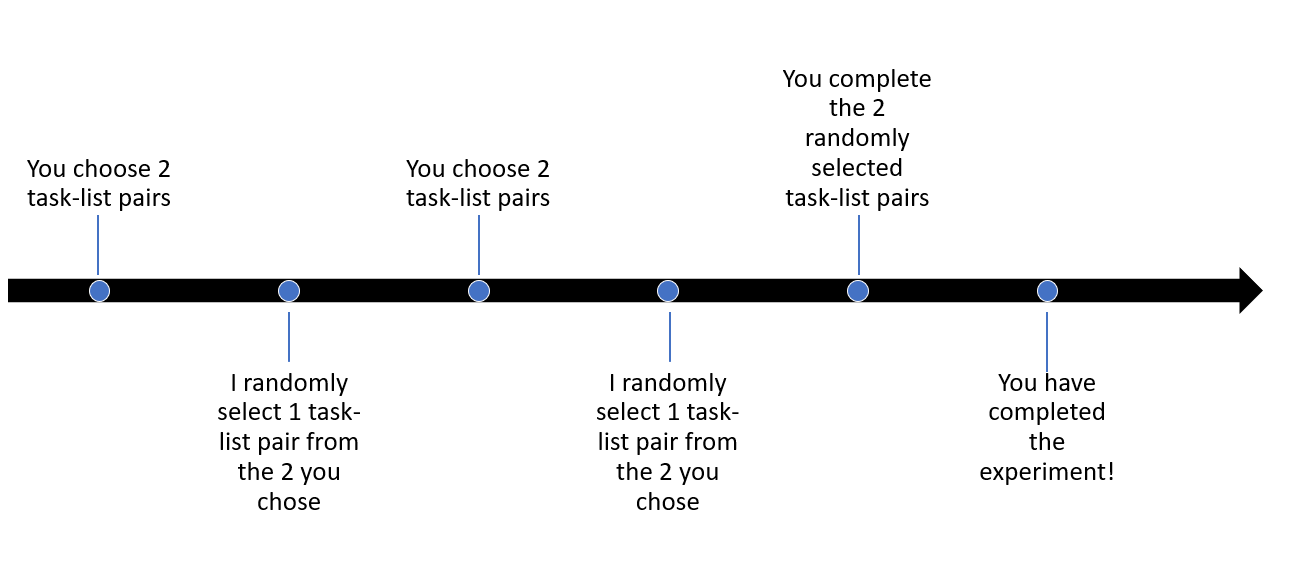 You choose 2
task-list pairs
I randomly
select 1 task-
list pair from
the 2 you
chose
You choose 2
task-list pairs
I randomly
select 1 task-
list pair from
the 2 you
chose
You complete
the 2
randomly
selected
task-list pairs
You have
completed
the
experiment!